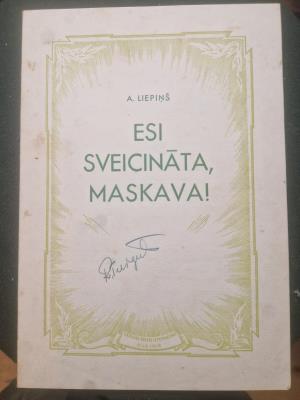 A. LIEPIŅŠ
ESI
SVEICINĀTA,
MASKAVA!